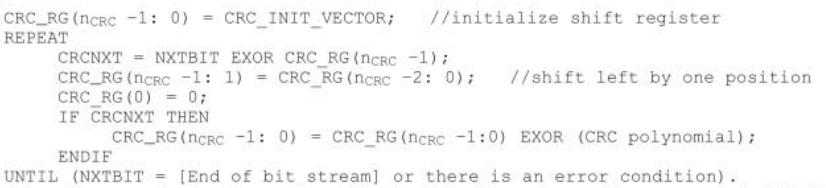 CRC_RG(nCRC -1: 0) = CRC_INIT_VECTOR; //initialize shift register
REPEAT
CRCNXT = NXTBIT EXOR CRC_RG(nCRC -1);
CRC_RG(nCRC -1: 1) = CRC_RG(nCRC -2: 0); //shift left by one position
CRC_RG(0) = 0;
IF CRCNXT THEN
CRC_RG(nCRC -1: 0) = CRC_RG(nCRC -1:0) EXOR (CRC polynomial);
ENDIF
UNTIL (NXTBIT = [End of bit stream] or there is an error condition).